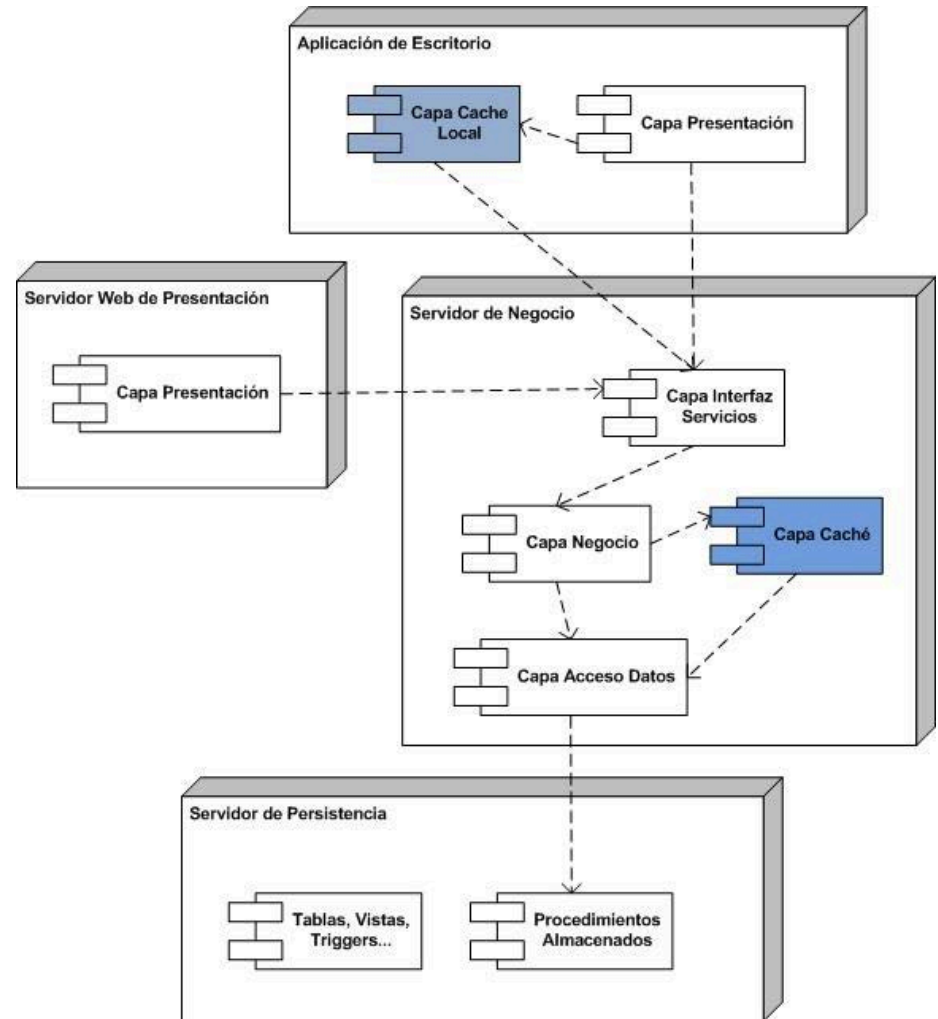 Aplicación de Escritorio
Capa Cache
Local
Capa Presentación
Servidor Web de Presentación
Capa Presentación
Servidor de Negocio
Capa Interfaz
Servicios
Capa Negocio
Capa Caché
Capa Acceso Datos
Servidor de Persistencia
Tablas, Vistas,
Triggers...
Procedimientos
Almacenados